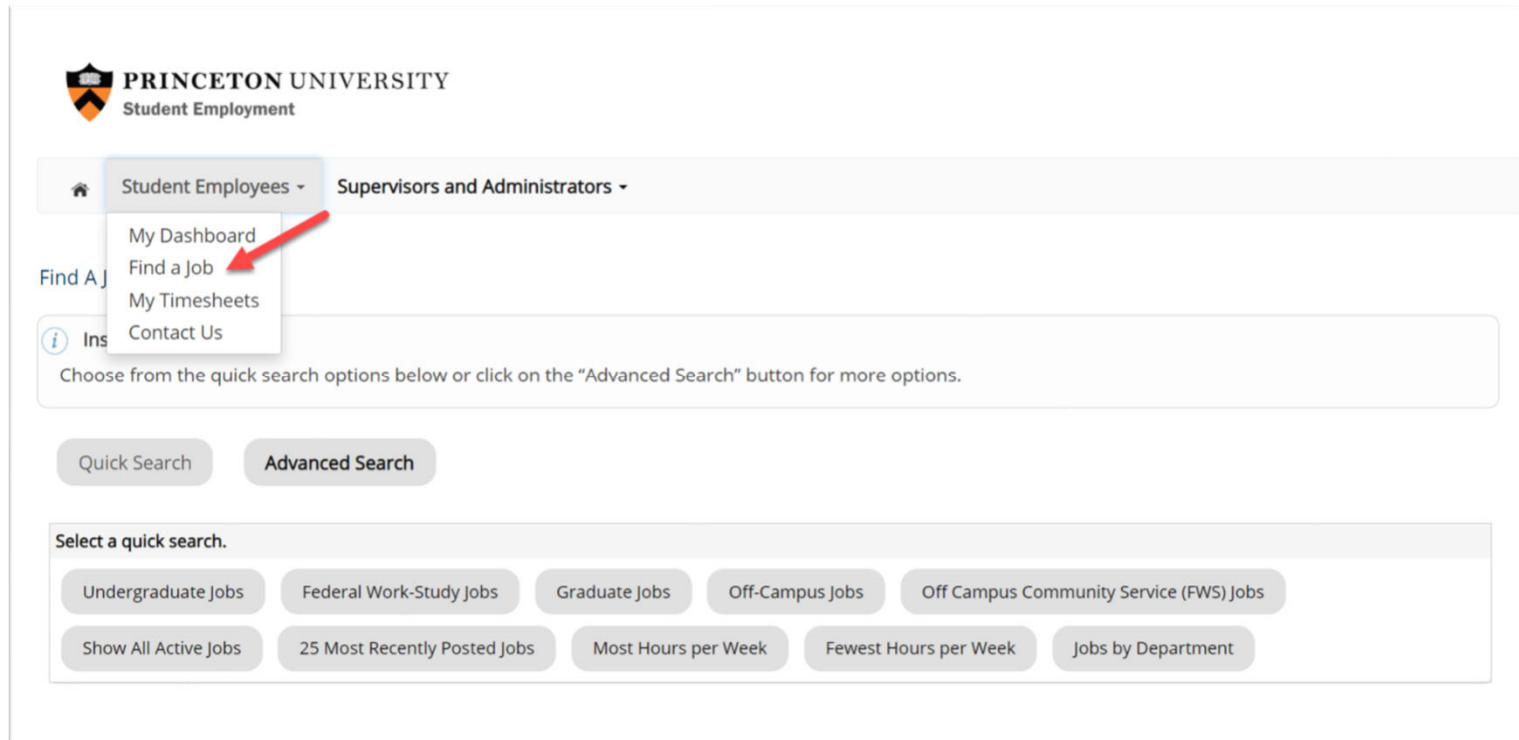 PRINCETON UNIVERSITY
Student Employment
Student Employees Supervisors and Administrators
My Dashboard
Find a Job
Find A J
My Timesheets
Contact Us
i Ins
Choose from the quick search options below or click on the “Advanced Search” button for more options.
Quick Search Advanced Search
Select a quick search.
Undergraduate Jobs Federal Work-Study Jobs Graduate Jobs Off-Campus Jobs Off Campus Community Service (FWS) Jobs
Show All Active Jobs 25 Most Recently Posted Jobs Most Hours per Week Fewest Hours per Week Jobs by Department